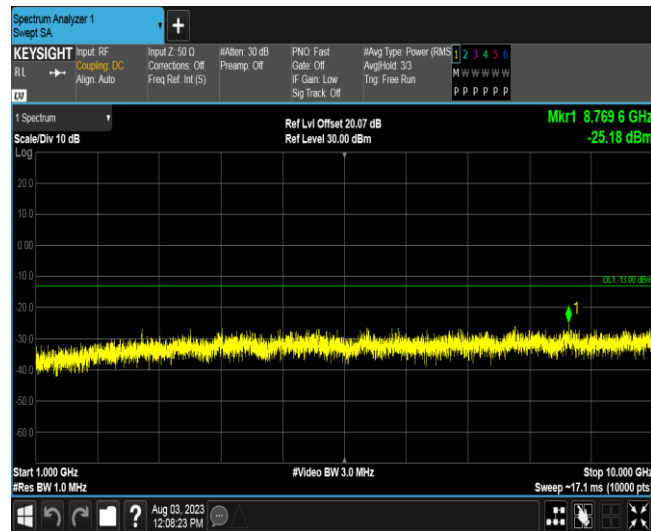 Spectrum Analyzer 1
Swept SA
+
KEYSIGHT
RL
LXI
Input: RF
Coupling: DC
Align: Auto
Input Z: 50 Ω
Corrections: Off
Freq Ref: Int (S)
#Atten: 30 dB
Preamp: Off
PNO: Fast
Gate: Off
IF Gain: Low
Sig Track: Off
#Avg Type: Power (RMS
Avg|Hold: 3/3
Trig: Free Run
1 2 3 4 5 6
M W W W W W
P P P P P P
1 Spectrum
Scale/Div 10 dB
Log
Ref Lvl Offset 20.07 dB
Ref Level 30.00 dBm
Mkr1 8.769 6 GHz
-25.18 dBm
20.0
10.0
0.00
-10.0
DL1 -13.00 dBm
-20.0
1
-30.0
-40.0
-50.0
-60.0
Start 1.000 GHz
#Res BW 1.0 MHz
#Video BW 3.0 MHz
Stop 10.000 GHz
Sweep ~17.1 ms (10000 pts
?
Aug 03, 2023
12:08:23 PM